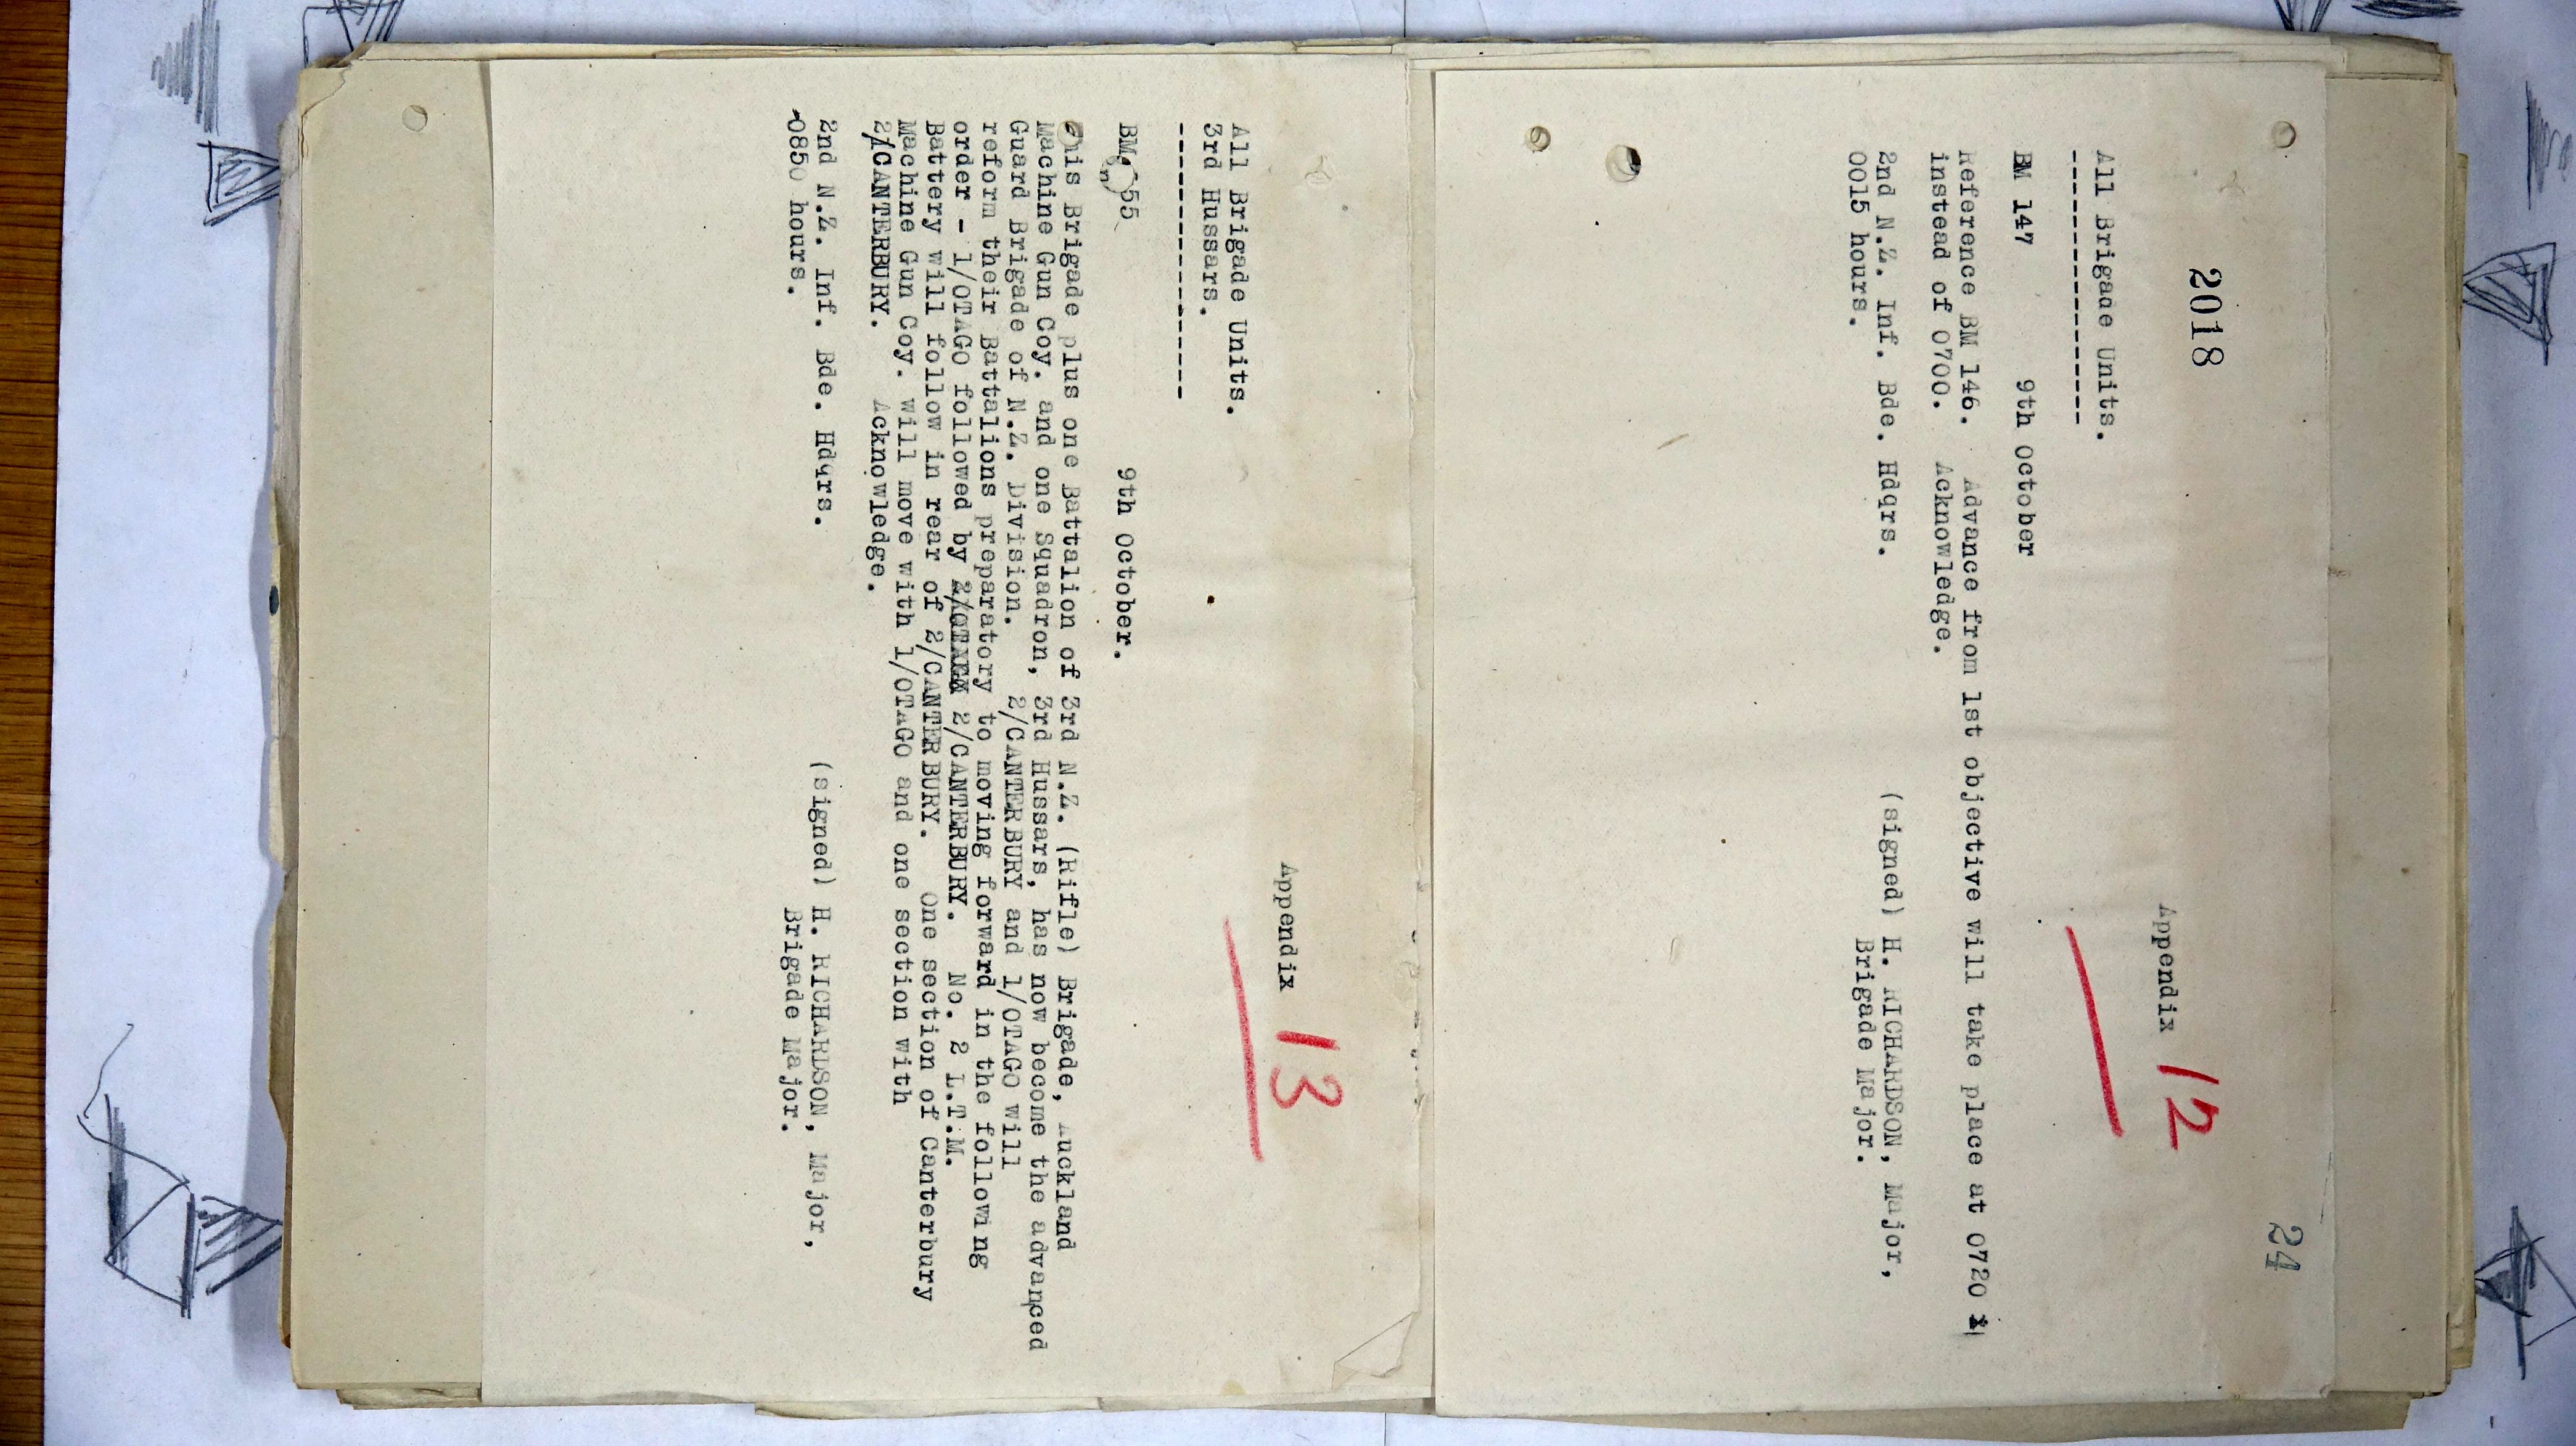 24
2018
Appendix 12
All Brigade Units.
------------------
BM 147 9th October
Reference BM 146. Advance from 1st objective will take place at 0720
instead of 0700. Acknowledge.
2nd N.Z. Inf. Bde. Hdqrs. (signed) H. RICHARDSON, Major,
0015 hours. Brigade Major.
Appendix 13
All Brigade Units.
3rd Hussars.
------------------
BM, 55 9th October.
This Brigade plus one Battalion of 3rd N.Z. (Rifle) Brigade, Auckland
Machine Gun Coy. and one Squadron, 3rd Hussars, has now become the advanced
Guard Brigade of N.Z. Division. 2/CANTERBURY and 1/OTAGO will
reform their Battalions preparatory to moving forward in the following
order - 1/OTAGO followed by 2/OTAGO 2/CANTERBURY. No. 2 L.T.M.
Battery will follow in rear of 2/CANTERBURY. One section of Canterbury
Machine Gun Coy. will move with 1/OTAGO and one section with
2/CANTERBURY. Acknowledge.
2nd N.Z. Inf. Bde. Hdqrs. (signed) H. RICHARDSON, Major,
0850 hours. Brigade Major.